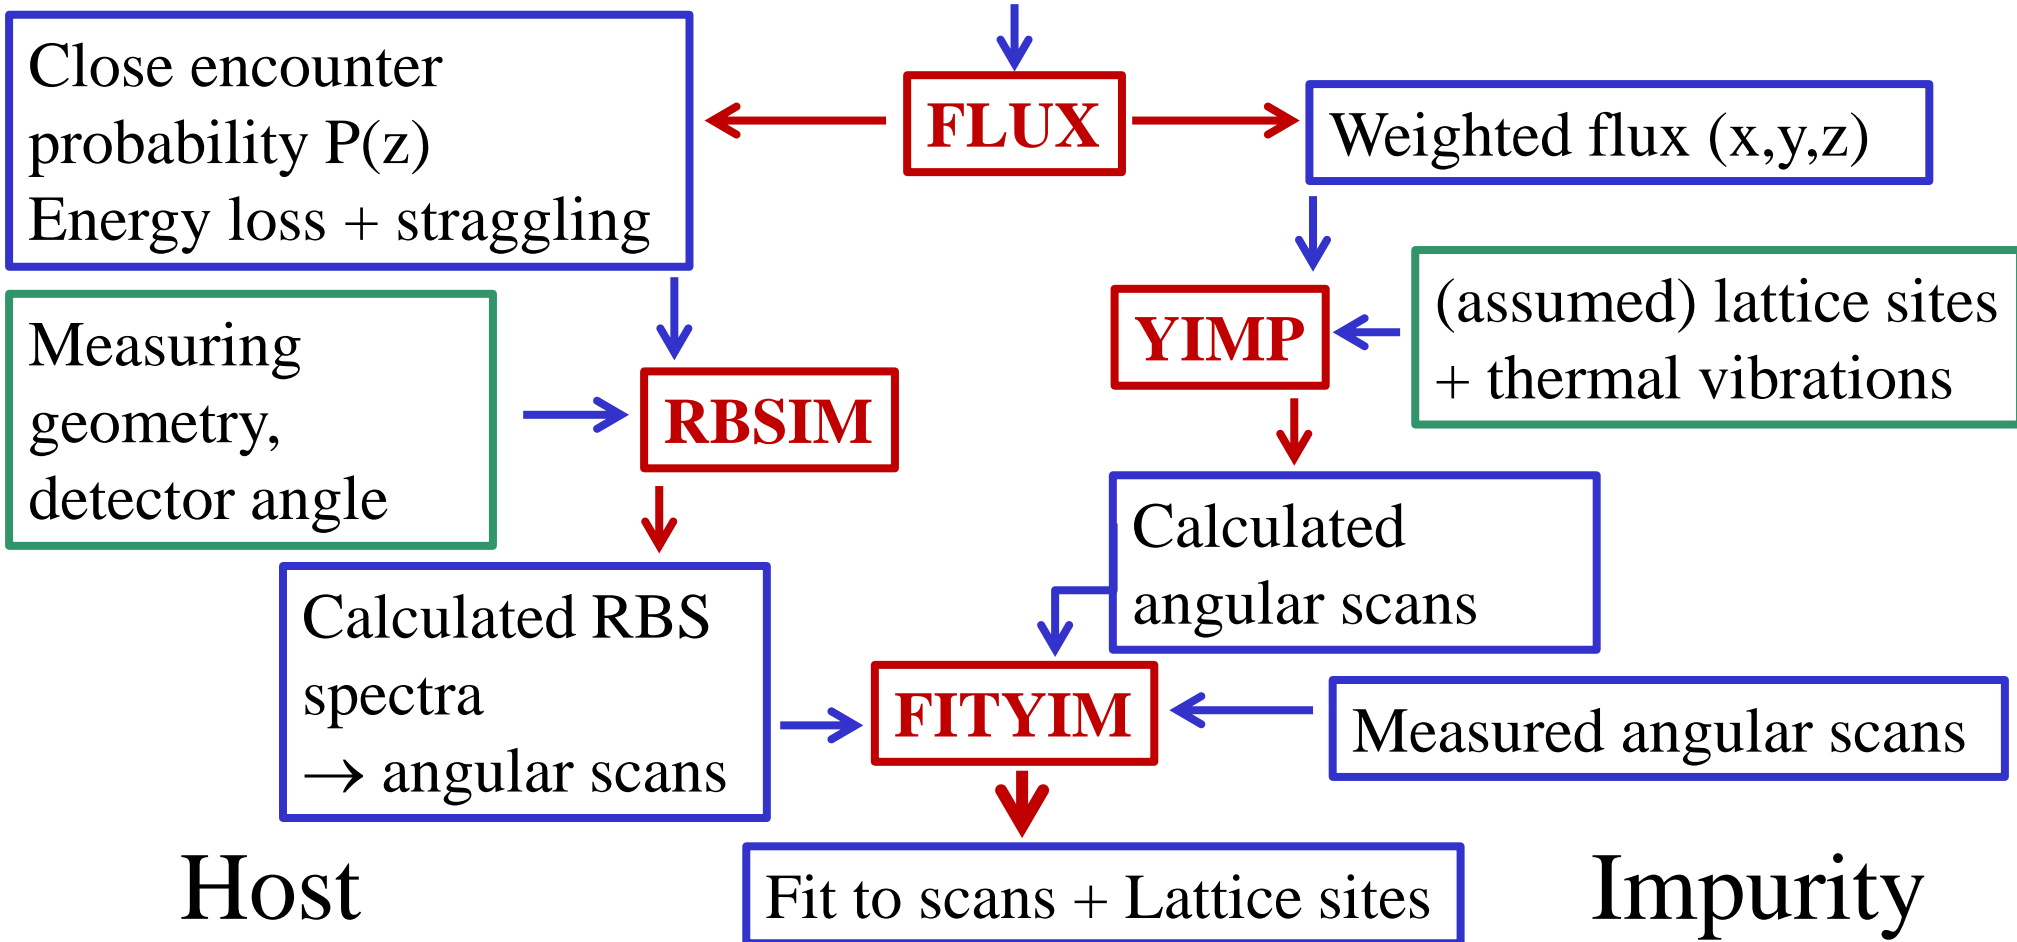 Close encounter
probability P(z)
Energy loss + straggling
FLUX
Weighted flux (x,y,z)
Measuring
geometry,
detector angle
RBSIM
YIMP
(assumed) lattice sites
+ thermal vibrations
Calculated RBS
spectra
→ angular scans
Calculated
angular scans
FITYIM
Measured angular scans
Host
Fit to scans + Lattice sites
Impurity